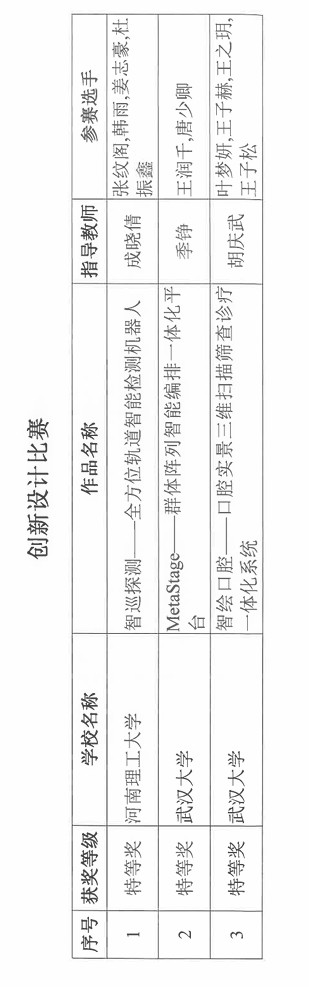 创新设计比赛
序号 获奖等级 学校名称 作品名称 指导教师 参赛选手
1 特等奖 河南理工大学 智巡探测——全方位轨道智能检测机器人 成晓倩 张纹阁,韩雨,姜志豪,杜
振鑫
2 特等奖 武汉大学 MetaStage——群体阵列智能编排一体化平
台 季铮 王润千,唐少卿
3 特等奖 武汉大学 智绘口腔——口腔实景三维扫描筛查诊疗
一体化系统 胡庆武 叶梦妍,王子赫,王之玥,
王子松